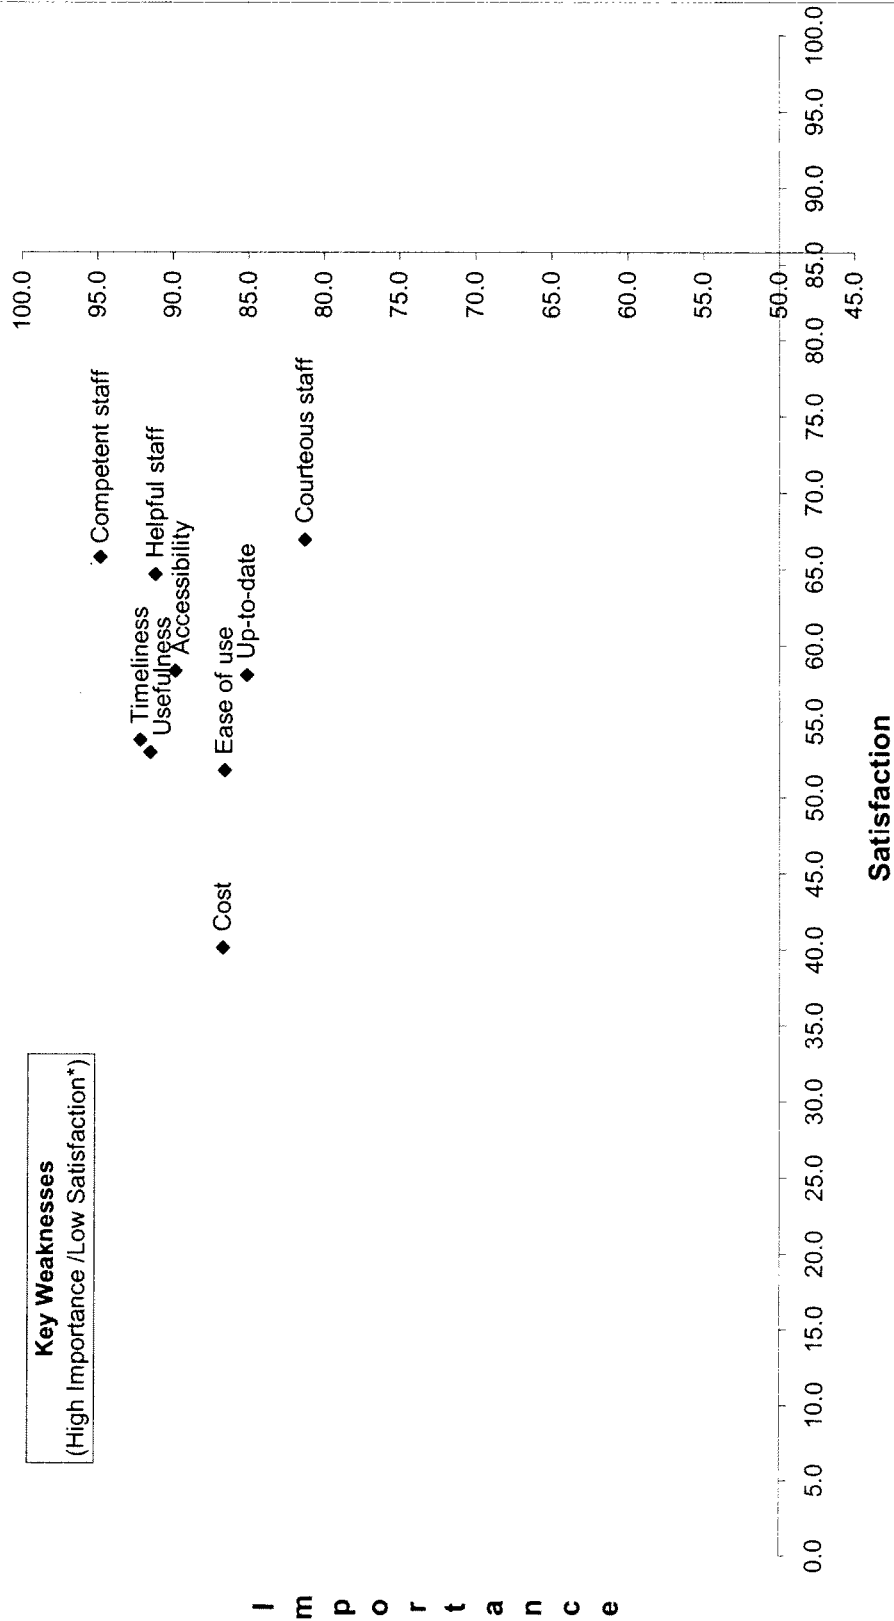 Key Weaknesses
(High Importance /Low Satisfaction*)
Importance
100.0
95.0
90.0
85.0
80.0
75.0
70.0
65.0
60.0
55.0
50.0
45.0
Competent staff
Timeliness
Helpful staff
Usefulness
Accessibility
Cost
Ease of use
Up-to-date
Courteous staff
0.0 5.0 10.0 15.0 20.0 25.0 30.0 35.0 40.0 45.0 50.0 55.0 60.0 65.0 70.0 75.0 80.0 85.0 90.0 95.0 100.0
Satisfaction